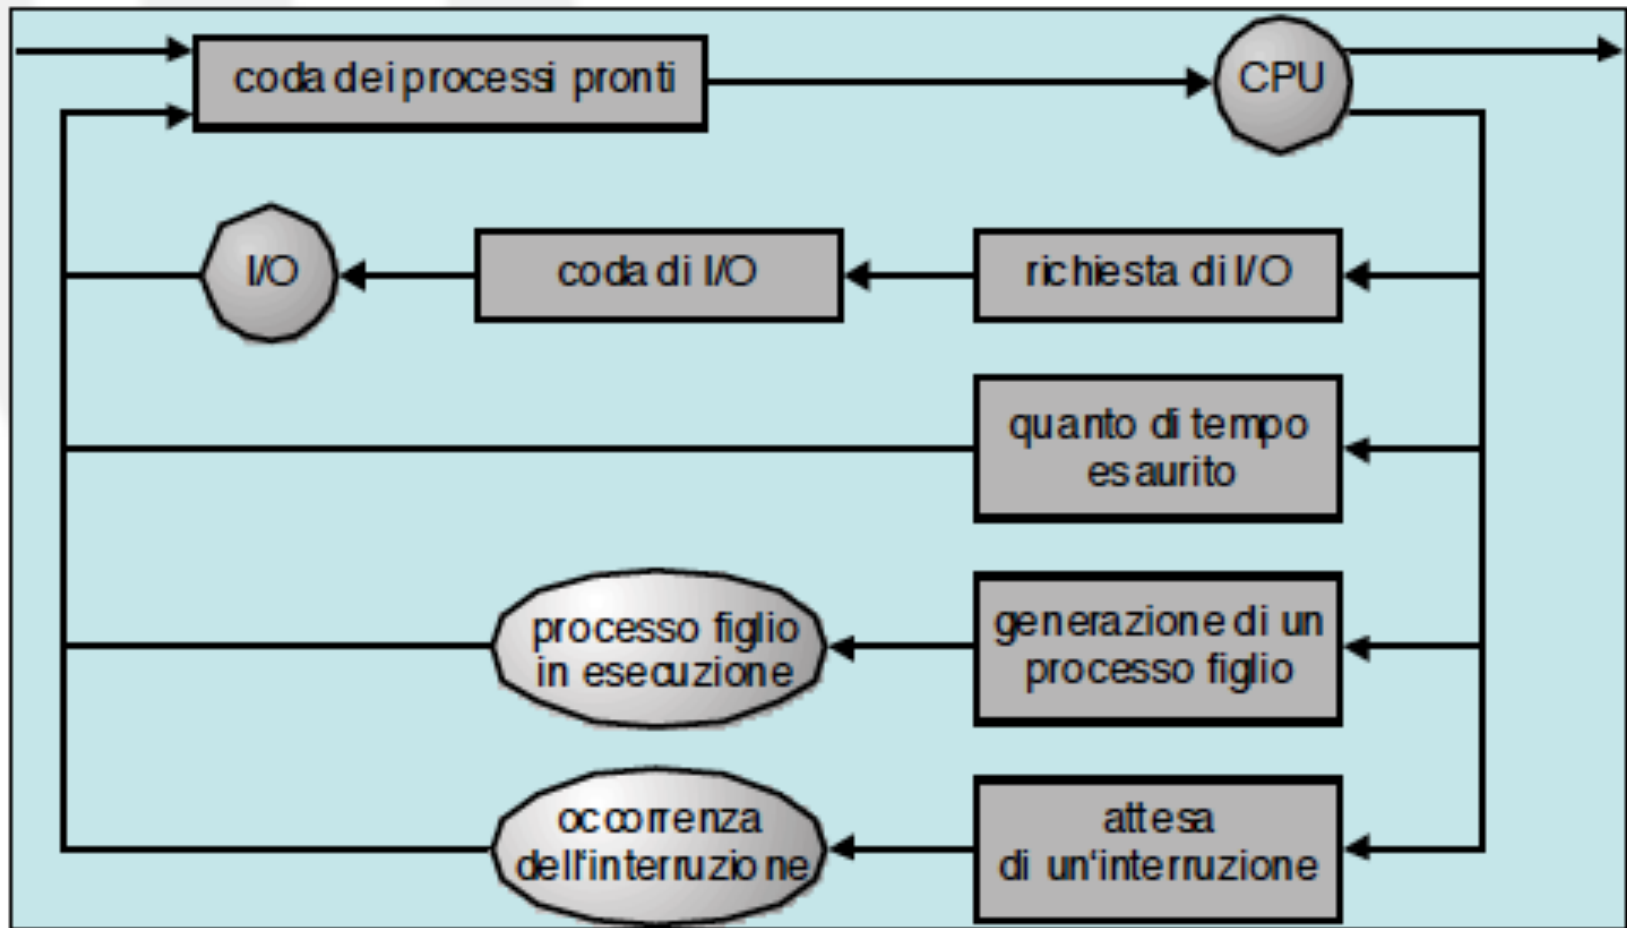 coda dei processi pronti
CPU
I/O
coda di I/O
richiesta di I/O
quanto di tempo
esaurito
processo figlio
in esecuzione
generazione di un
processo figlio
occorrenza
dell'interruzione
attesa
di un'interruzione